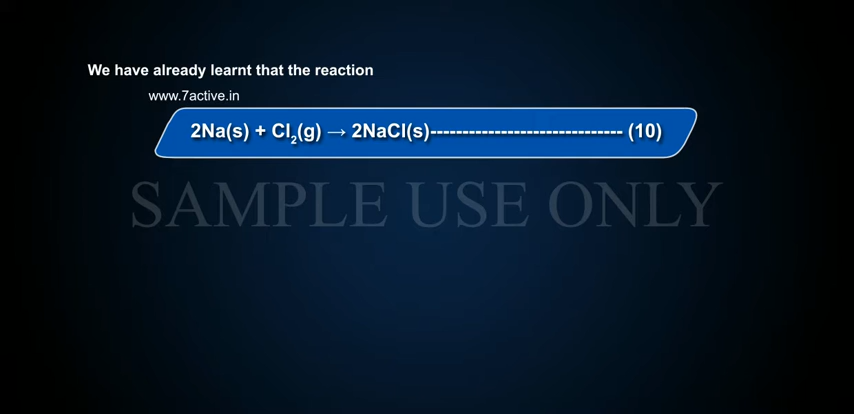 We have already learnt that the reaction
www.7active.in
2Na(s) + Cl₂(g) → 2NaCl(s)------------------------------ (10)
SAMPLE USE ONLY